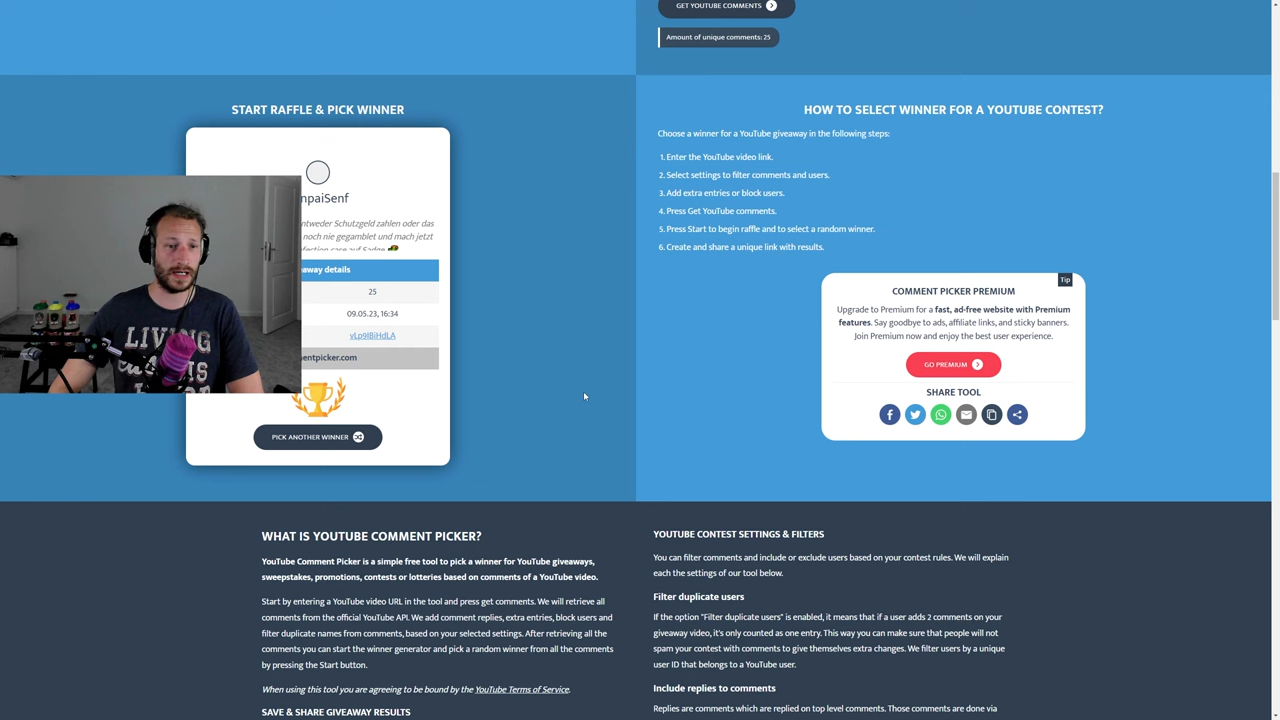 GET YOUTUBE COMMENTS
Amount of unique comments: 25
START RAFFLE & PICK WINNER
npaiSenf
ntweder Schutzgeld zahlen oder das
noch nie gegamblet und mach jetzt
nfection case auf Sadge
away details
25
09.05.23, 16:34
vLp9IBiHdLA
entpicker.com
PICK ANOTHER WINNER
LIVING
HOW TO SELECT WINNER FOR A YOUTUBE CONTEST?
Choose a winner for a YouTube giveaway in the following steps:
1. Enter the YouTube video link.
2. Select settings to filter comments and users.
3. Add extra entries or block users.
4. Press Get YouTube comments.
5. Press Start to begin raffle and to select a random winner.
6. Create and share a unique link with results.
Tip
COMMENT PICKER PREMIUM
Upgrade to Premium for a fast, ad-free website with Premium
features. Say goodbye to ads, affiliate links, and sticky banners.
Join Premium now and enjoy the best user experience.
GO PREMIUM
SHARE TOOL
WHAT IS YOUTUBE COMMENT PICKER?
YouTube Comment Picker is a simple free tool to pick a winner for YouTube giveaways,
sweepstakes, promotions, contests or lotteries based on comments of a YouTube video.
Start by entering a YouTube video URL in the tool and press get comments. We will retrieve all
comments from the official YouTube API. We add comment replies, extra entries, block users and
filter duplicate names from comments, based on your selected settings. After retrieving all the
comments you can start the winner generator and pick a random winner from all the comments
by pressing the Start button.
When using this tool you are agreeing to be bound by the YouTube Terms of Service.
SAVE & SHARE GIVEAWAY RESULTS
YOUTUBE CONTEST SETTINGS & FILTERS
You can filter comments and include or exclude users based on your contest rules. We will explain
each the settings of our tool below.
Filter duplicate users
If the option "Filter duplicate users" is enabled, it means that if a user adds 2 comments on your
giveaway video, it's only counted as one entry. This way you can make sure that people will not
spam your contest with comments to give themselves extra changes. We filter users by a unique
user ID that belongs to a YouTube user.
Include replies to comments
Replies are comments which are replied on top level comments. Those comments are done via